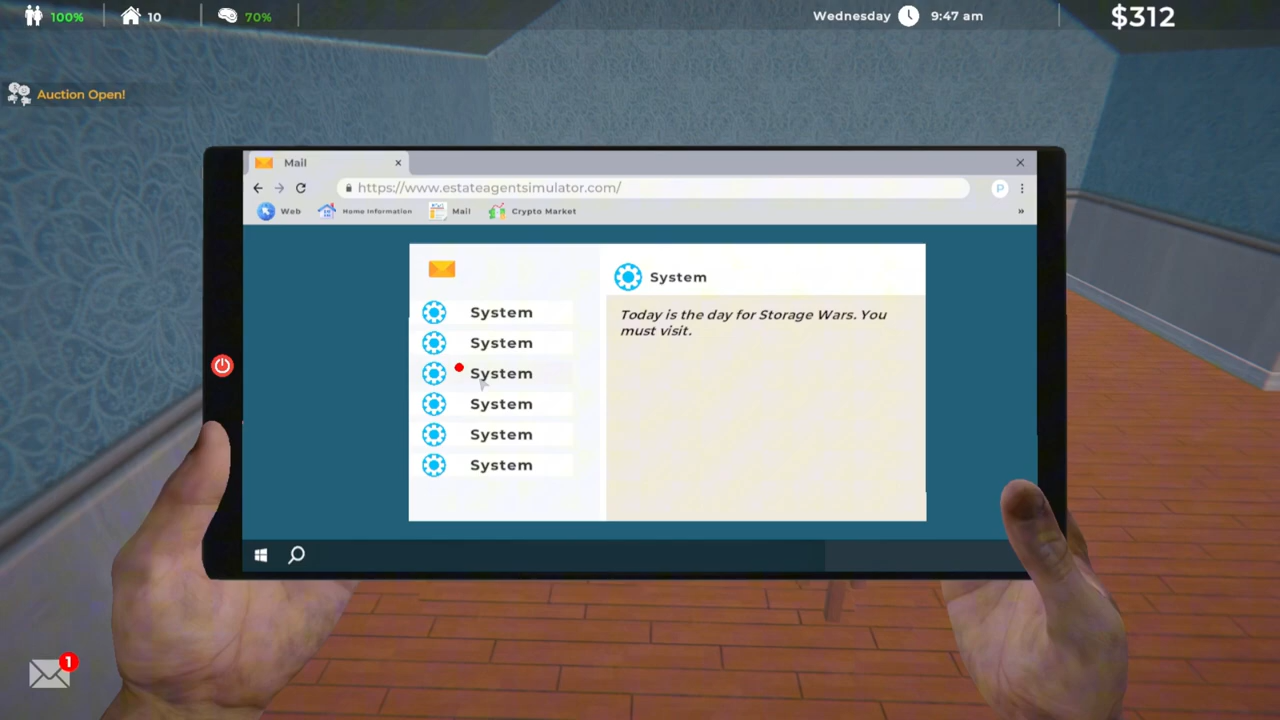 100%
10
70%
Wednesday
9:47 am
$312
Auction Open!
Mail
https://www.estateagentsimulator.com/
P
Web
Home Information
Mail
Crypto Market
»
System
System
System
System
System
System
System
Today is the day for Storage Wars. You
must visit.
1